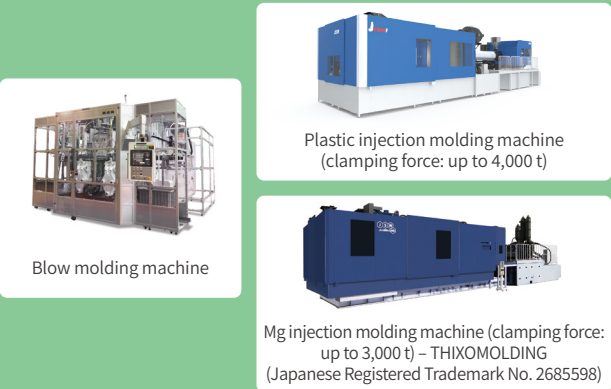 Plastic injection molding machine
(clamping force: up to 4,000 t)
Blow molding machine
Mg injection molding machine (clamping force:
up to 3,000 t) – THIXOMOLDING
(Japanese Registered Trademark No. 2685598)